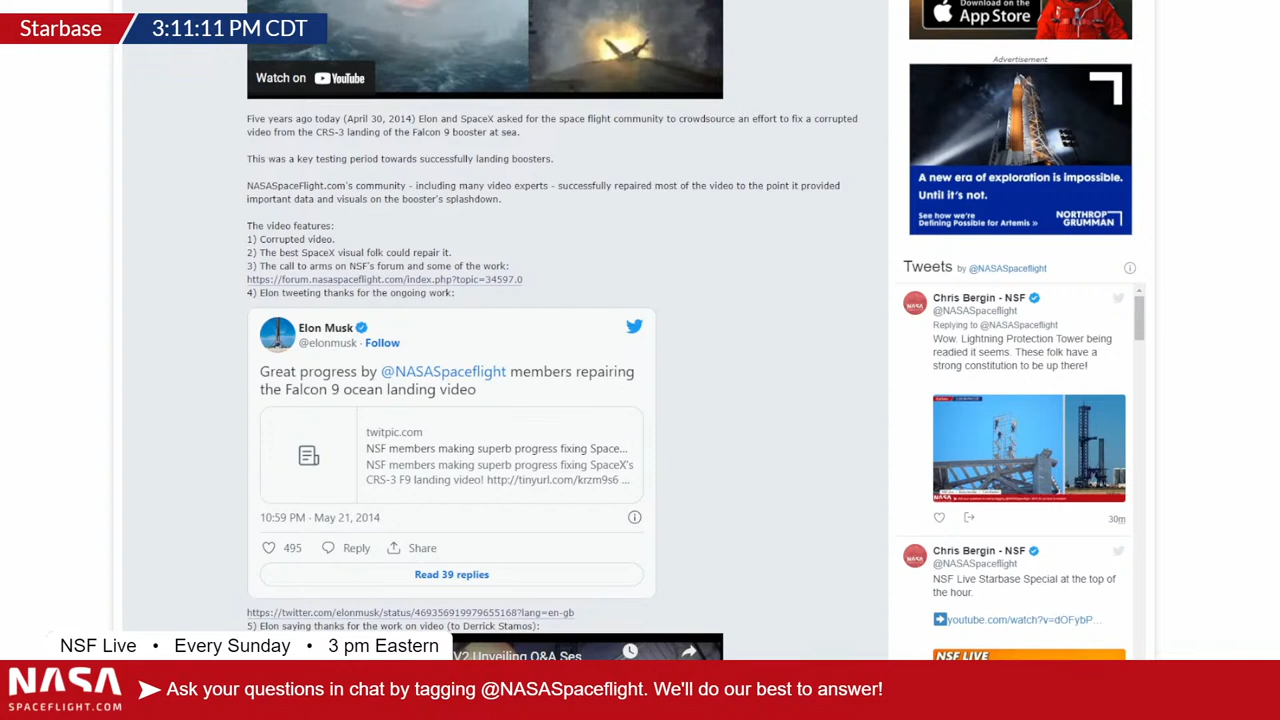 Starbase
3:11:11 PM CDT
Watch on YouTube
Five years ago today (April 30, 2014) Elon and SpaceX asked for the space flight community to crowdsource an effort to fix a corrupted
video from the CRS-3 landing of the Falcon 9 booster at sea.
This was a key testing period towards successfully landing boosters.
NASASpaceFlight.com's community - including many video experts - successfully repaired most of the video to the point it provided
important data and visuals on the booster's splashdown.
The video features:
1) Corrupted video.
2) The best SpaceX visual folk could repair it.
3) The call to arms on NSF's forum and some of the work:
https://forum.nasaspaceflight.com/index.php?topic=34597.0
4) Elon tweeting thanks for the ongoing work:
Elon Musk
@elonmusk · Follow
Great progress by @NASASpaceflight members repairing
the Falcon 9 ocean landing video
twitpic.com
NSF members making superb progress fixing Space...
NSF members making superb progress fixing SpaceX's
CRS-3 F9 landing video! http://tinyurl.com/krzm9s6 ...
10:59 PM · May 21, 2014
495 Reply Share
Read 39 replies
https://twitter.com/elonmusk/status/469356919979655168?lang=en-gb
5) Elon saying thanks for the work on video (to Derrick Stamos):
V2 Unveiling Q&A Ses
Download on the
App Store
Advertisement
A new era of exploration is impossible.
Until it's not.
See how we're
Defining Possible for Artemis »
NORTHROP
GRUMMAN
Tweets by @NASASpaceflight
Chris Bergin - NSF
@NASASpaceflight
Replying to @NASASpaceflight
Wow. Lightning Protection Tower being
readied it seems. These folk have a
strong constitution to be up there!
30m
Chris Bergin - NSF
@NASASpaceflight
NSF Live Starbase Special at the top of
the hour.
youtube.com/watch?v=dOFybP...
NSF LIVE
NSF Live • Every Sunday • 3 pm Eastern
NASA
SPACEFLIGHT.COM
Ask your questions in chat by tagging @NASASpaceflight. We'll do our best to answer!